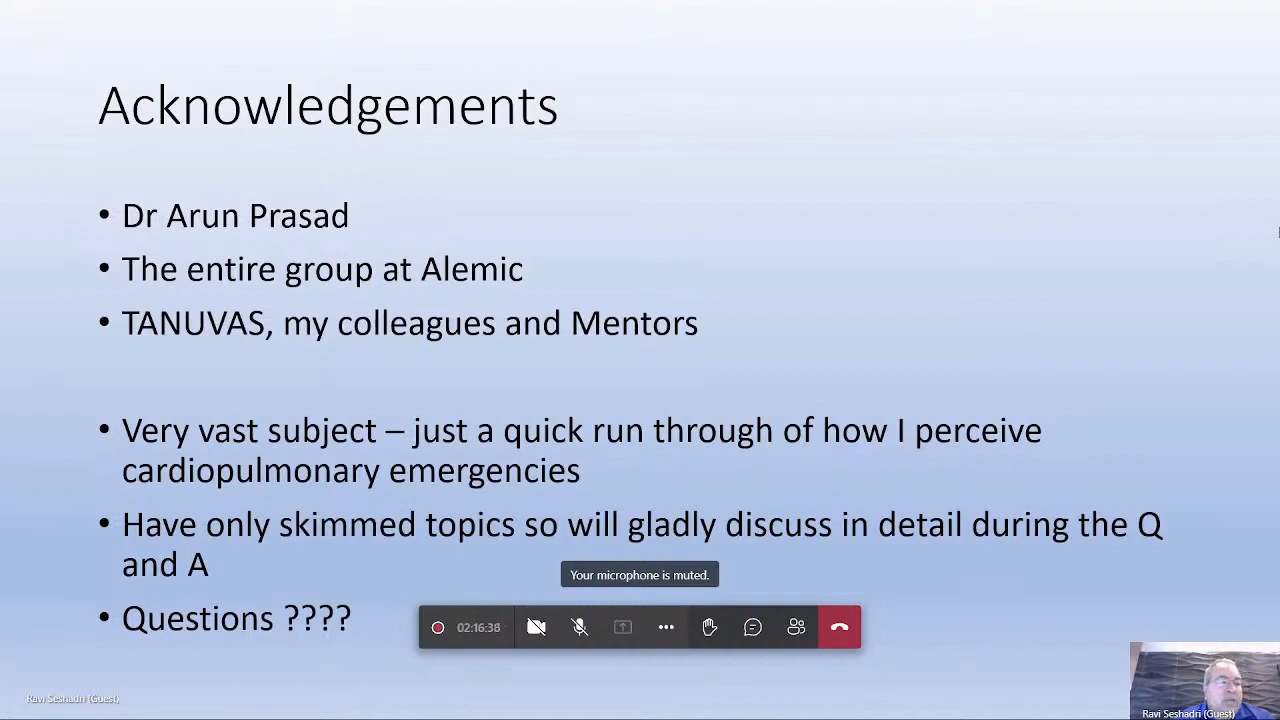 Acknowledgements
• Dr Arun Prasad
• The entire group at Alemic
• TANUVAS, my colleagues and Mentors
• Very vast subject – just a quick run through of how I perceive
cardiopulmonary emergencies
• Have only skimmed topics so will gladly discuss in detail during the Q
and A
Your microphone is muted.
• Questions ????
02:16:38
Ravi Seshadri (Guest)
Ravi Seshadri (Guest)